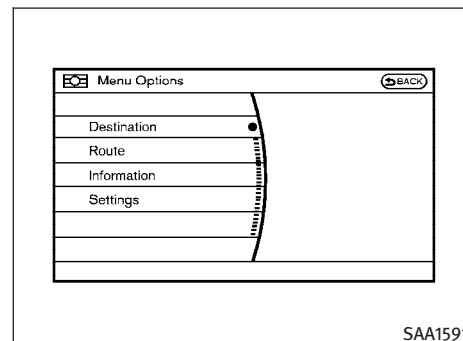 Menu Options
BACK
Destination
Route
Information
Settings
SAA1591